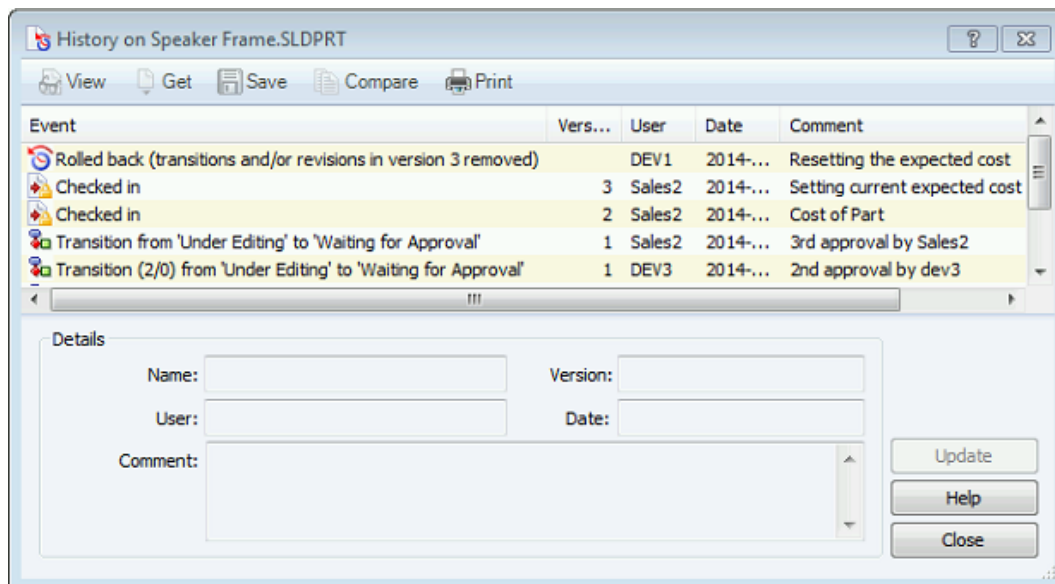 History on Speaker Frame.SLDPRT
View Get Save Compare Print
Event Vers... User Date Comment
Rolled back (transitions and/or revisions in version 3 removed) DEV1 2014-... Resetting the expected cost
Checked in 3 Sales2 2014-... Setting current expected cost
Checked in 2 Sales2 2014-... Cost of Part
Transition from 'Under Editing' to 'Waiting for Approval' 1 Sales2 2014-... 3rd approval by Sales2
Transition (2/0) from 'Under Editing' to 'Waiting for Approval' 1 DEV3 2014-... 2nd approval by dev3
Details
Name: Version:
User: Date:
Comment:
Update
Help
Close